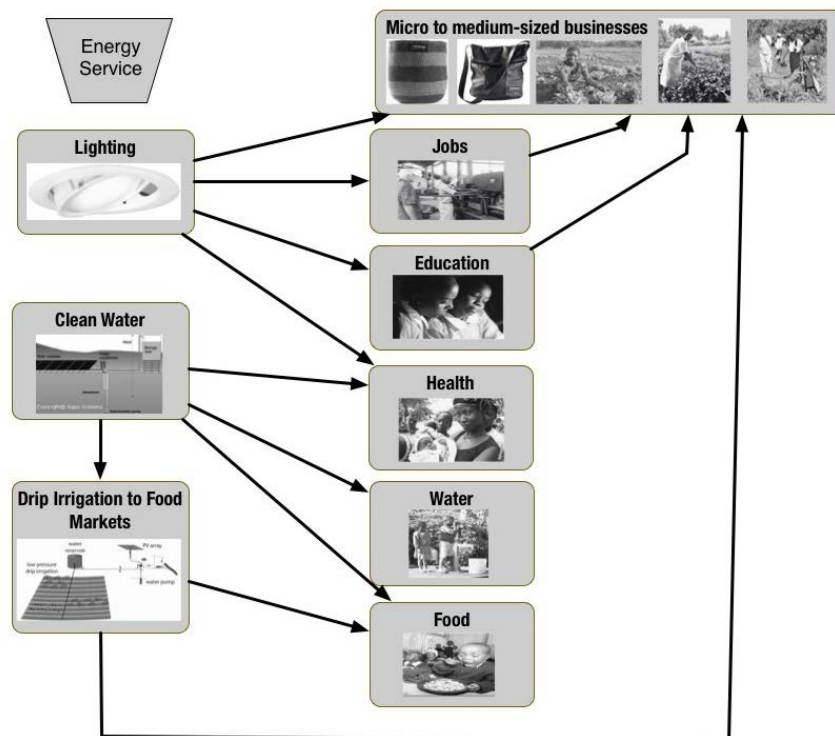 Energy
Service
Micro to medium-sized businesses
Lighting
Jobs
Education
Clean Water
Health
Drip Irrigation to Food
Markets
water
reservoir
PV array
low pressure
drip irrigation
water pump
Water
Food